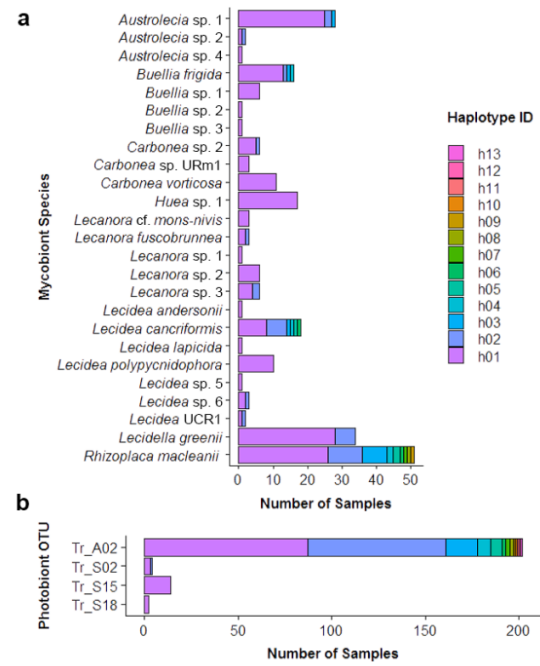 a
Austrolecia sp. 1
Austrolecia sp. 2
Austrolecia sp. 4
Buellia frigida
Buellia sp. 1
Buellia sp. 2
Buellia sp. 3
Carbonea sp. 2
Carbonea sp. URm1
Carbonea vorticosa
Huea sp. 1
Lecanora cf. mons-nivis
Lecanora fuscobrunnea
Lecanora sp. 1
Lecanora sp. 2
Lecanora sp. 3
Lecidea andersonii
Lecidea cancriformis
Lecidea lapicida
Lecidea polypycnidophora
Lecidea sp. 5
Lecidea sp. 6
Lecidea UCR1
Lecidella greenii
Rhizoplaca macleanii
Mycobiont Species
0 10 20 30 40 50
Number of Samples
Haplotype ID
h13
h12
h11
h10
h09
h08
h07
h06
h05
h04
h03
h02
h01
b
Photobiont OTU
Tr_A02
Tr_S02
Tr_S15
Tr_S18
0 50 100 150 200
Number of Samples